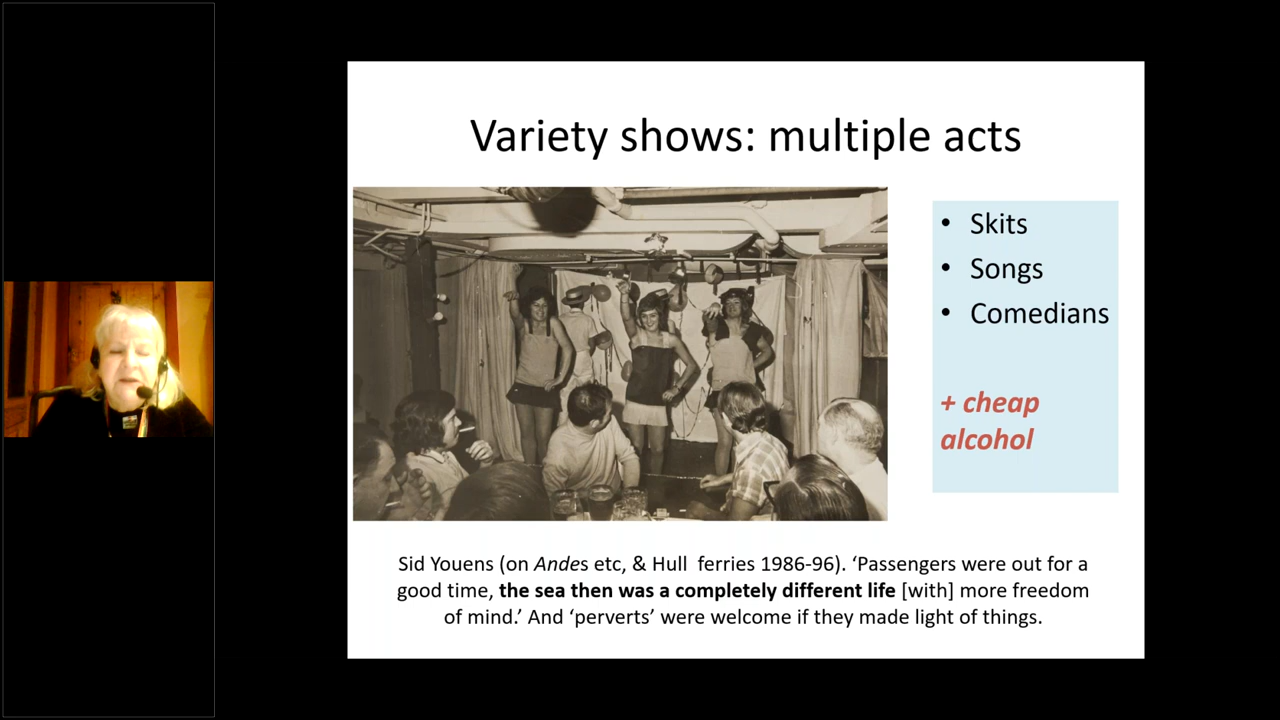 Variety shows: multiple acts
• Skits
• Songs
• Comedians
+ cheap
alcohol
Sid Youens (on Andes etc, & Hull ferries 1986-96). ‘Passengers were out for a
good time, the sea then was a completely different life [with] more freedom
of mind.’ And ‘perverts’ were welcome if they made light of things.